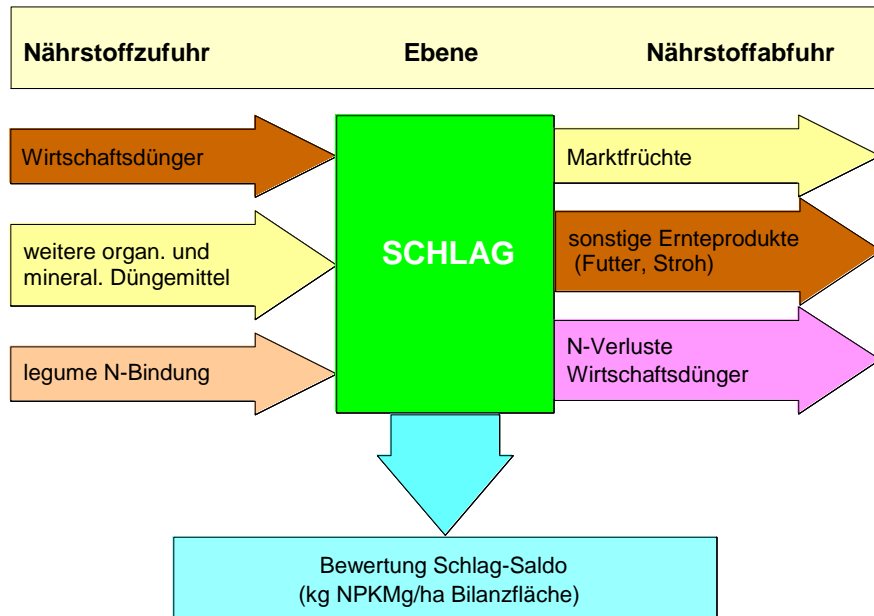 Nährstoffzufuhr Ebene Nährstoffabfuhr
Wirtschaftsdünger
weitere organ. und
mineral. Düngemittel
legume N-Bindung
SCHLAG
Marktfrüchte
sonstige Ernteprodukte
(Futter, Stroh)
N-Verluste
Wirtschaftsdünger
Bewertung Schlag-Saldo
(kg NPKMg/ha Bilanzfläche)